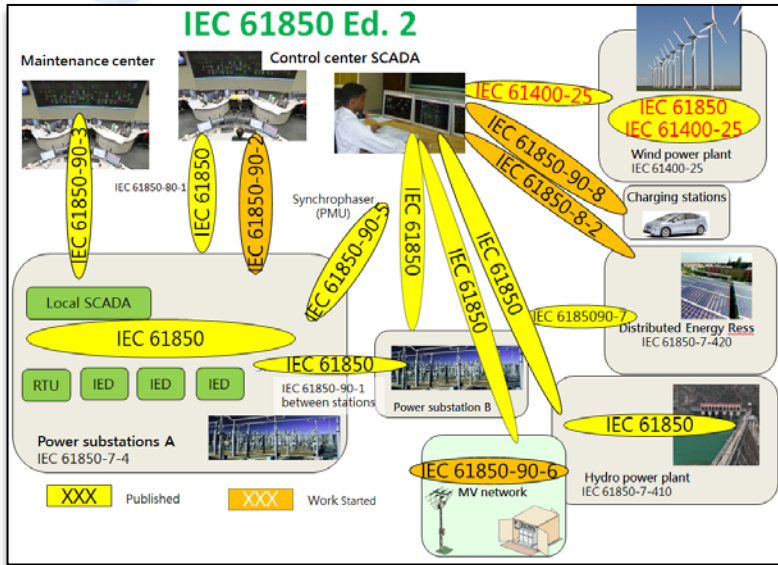 IEC 61850 Ed. 2
Maintenance center
Control center SCADA
IEC 61400-25
IEC 61850
IEC 61400-25
Wind power plant
IEC 61400-25
IEC 61850-90-3
IEC 61850-80-1
IEC 61850
IEC 61850-90-2
Synchrophaser
(PMU)
IEC 61850-90-5
IEC 61850
IEC 61850
IEC 61850
IEC 61850-90-8
IEC 61850-8-2
Charging stations
Local SCADA
IEC 61850
RTU
IED
IED
IED
Power substations A
IEC 61850-7-4
IEC 61850
IEC 61850-90-1
between stations
Power substation B
IEC 6185090-7
Distributed Energy Ress
IEC 61850-7-420
IEC 61850
Hydro power plant
IEC 61850-7-410
IEC 61850-90-6
MV network
XXX Published
XXX Work Started